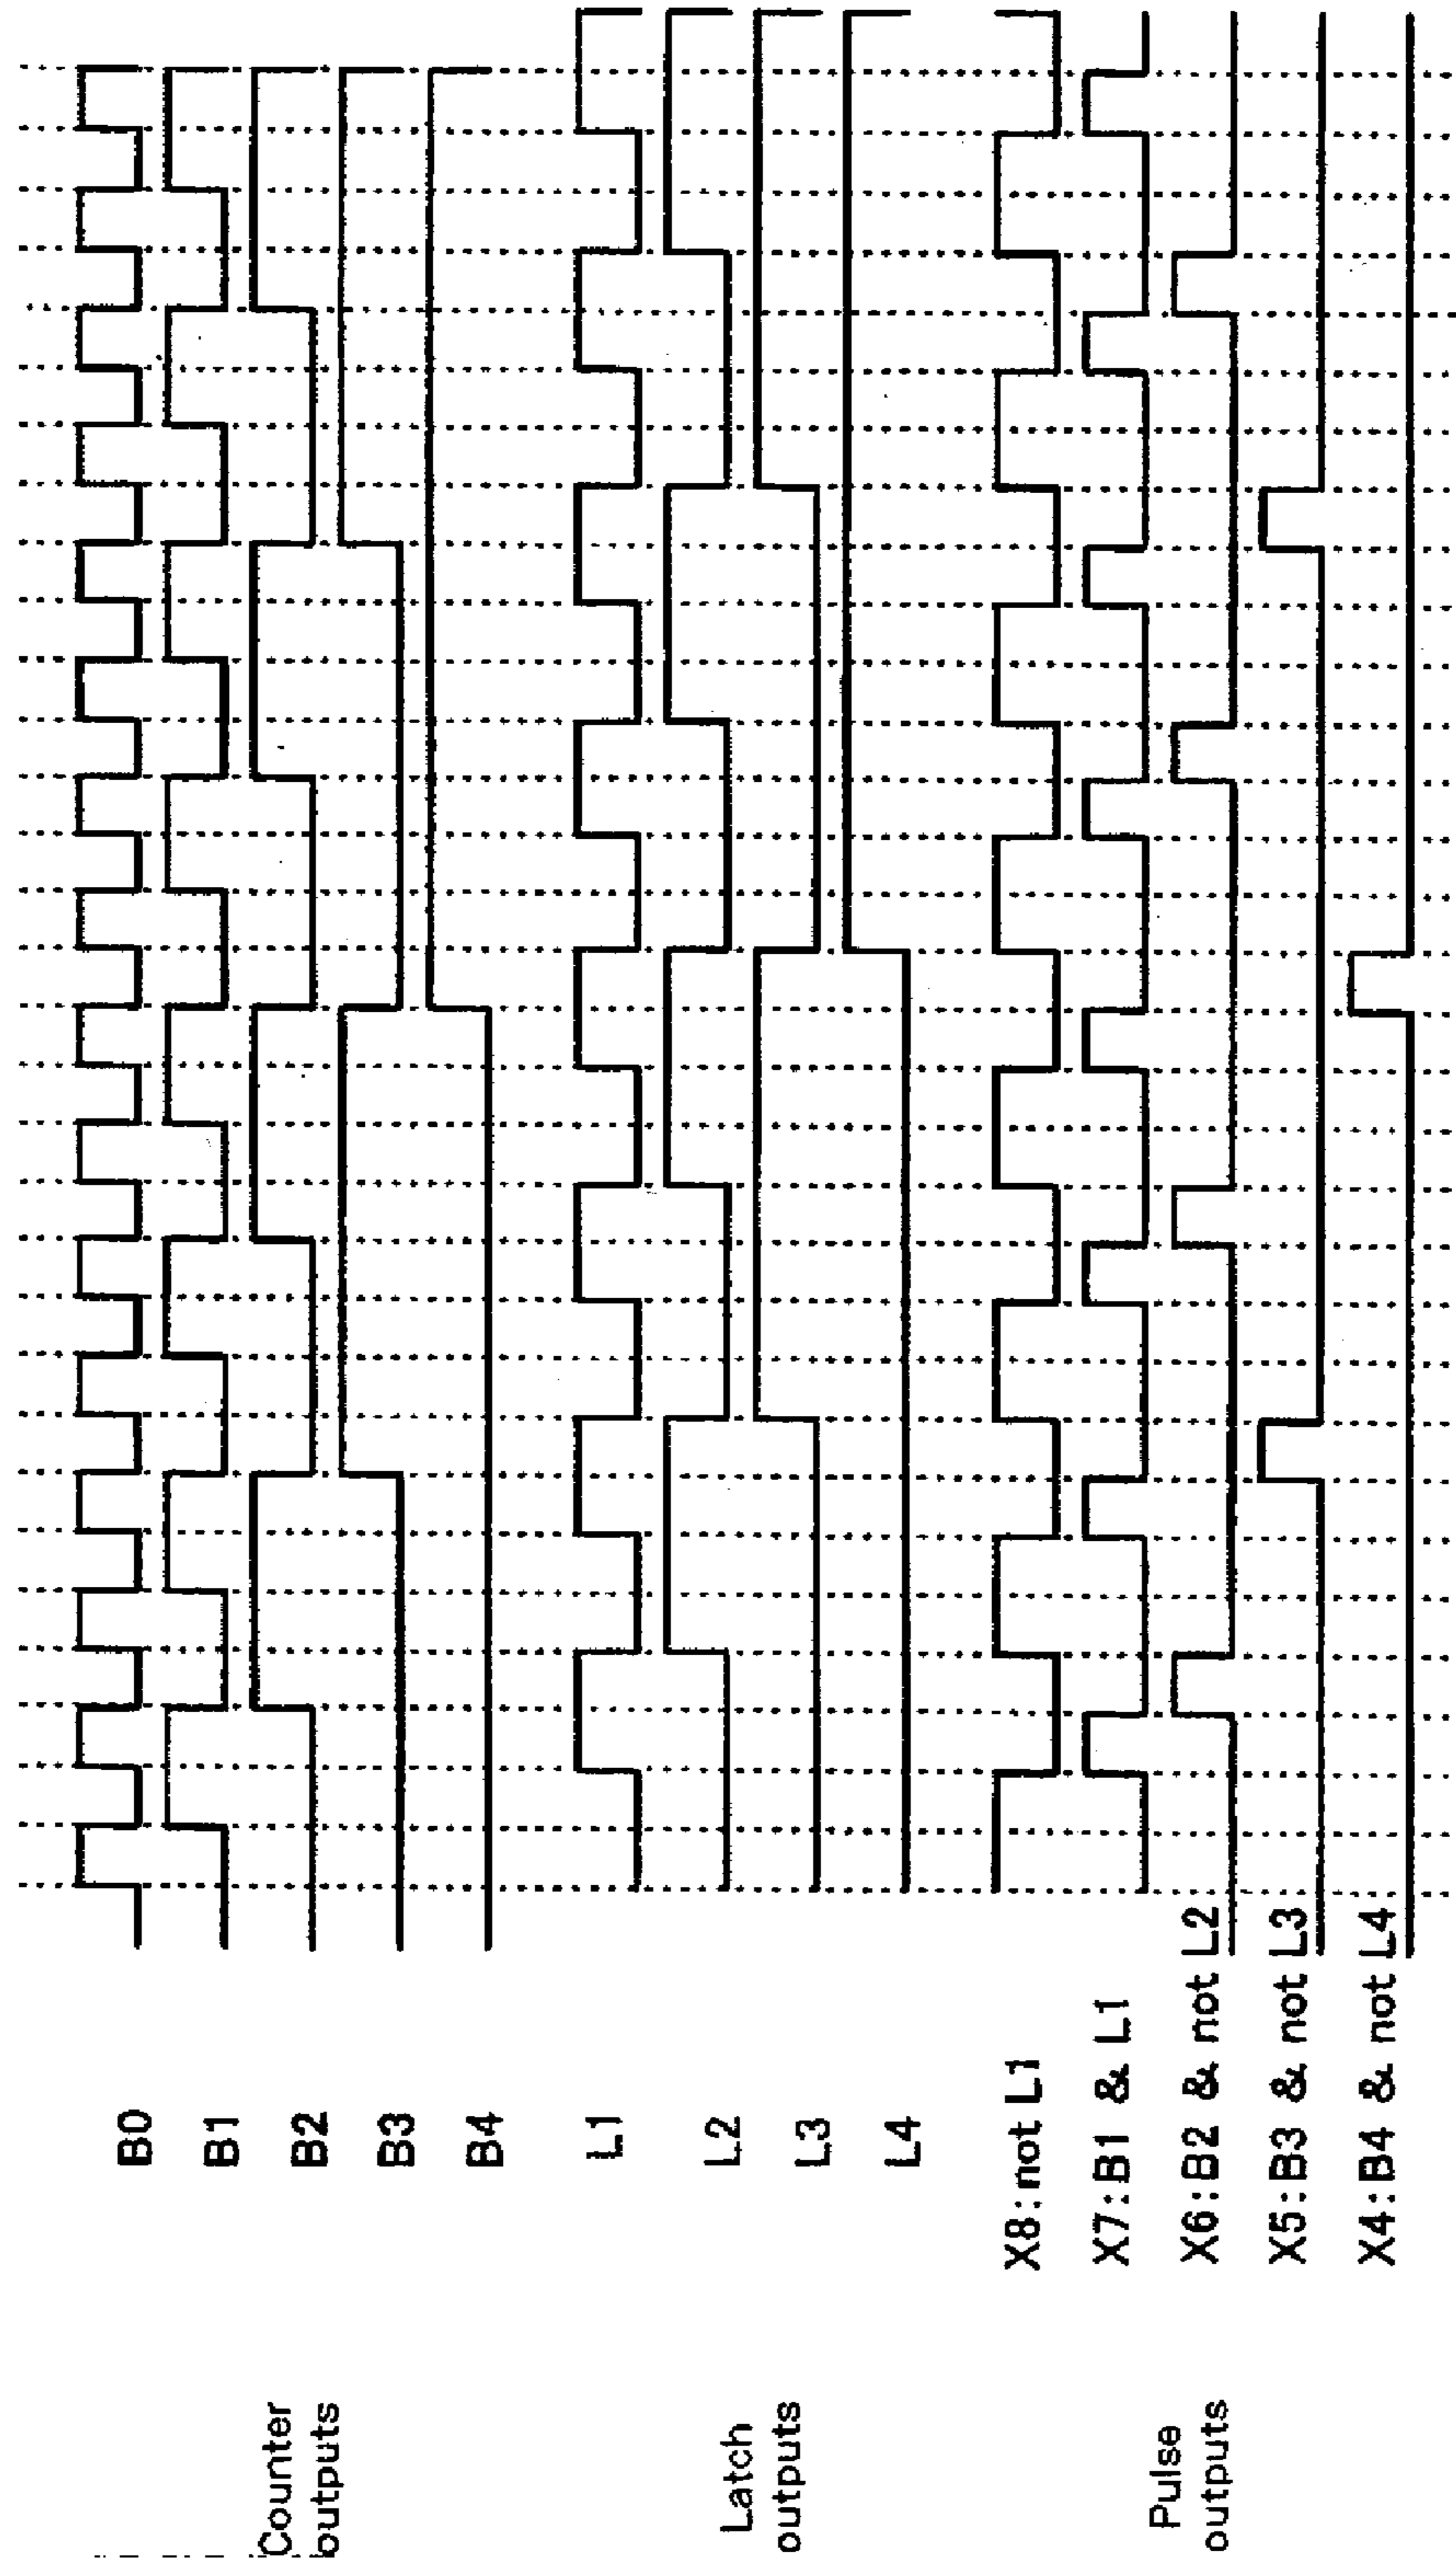 Counter
outputs
B0
B1
B2
B3
B4
Latch
outputs
L1
L2
L3
L4
Pulse
outputs
X8:not L1
X7:B1 & L1
X6:B2 & not L2
X5:B3 & not L3
X4:B4 & not L4